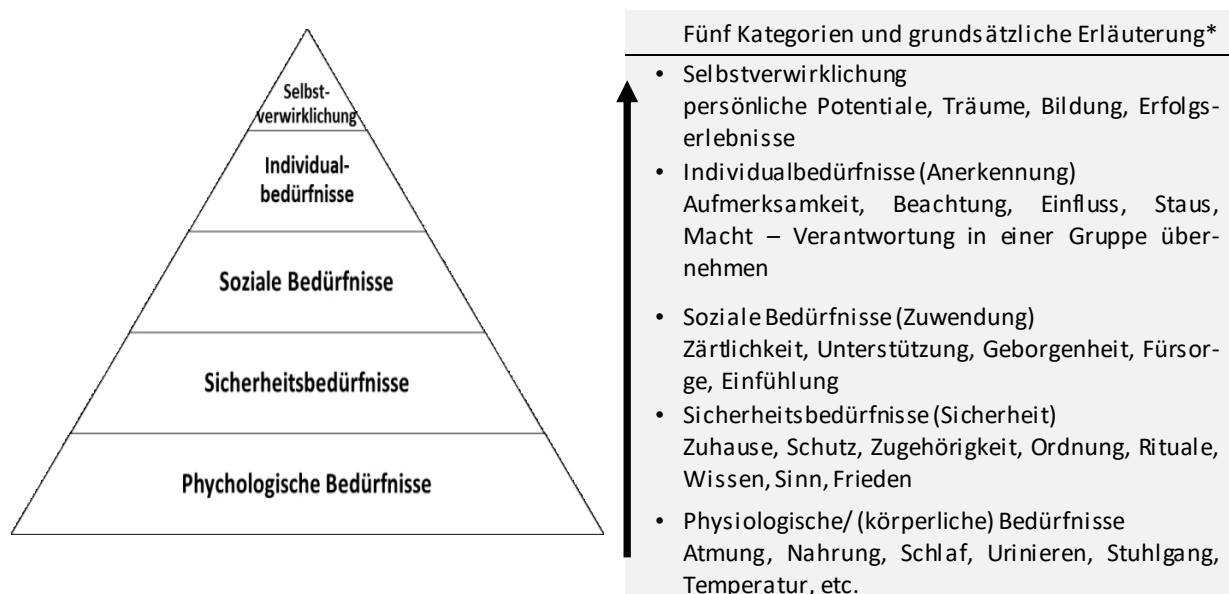 Selbst-
verwirklichung
Individual-
bedürfnisse
Soziale Bedürfnisse
Sicherheitsbedürfnisse
Phychologische Bedürfnisse
Fünf Kategorien und grundsätzliche Erläuterung*
• Selbstverwirklichung
persönliche Potentiale, Träume, Bildung, Erfolgs-
erlebnisse
• Individualbedürfnisse (Anerkennung)
Aufmerksamkeit, Beachtung, Einfluss, Staus,
Macht – Verantwortung in einer Gruppe über-
nehmen
• Soziale Bedürfnisse (Zuwendung)
Zärtlichkeit, Unterstützung, Geborgenheit, Fürsor-
ge, Einfühlung
• Sicherheitsbedürfnisse (Sicherheit)
Zuhause, Schutz, Zugehörigkeit, Ordnung, Rituale,
Wissen, Sinn, Frieden
• Physiologische/ (körperliche) Bedürfnisse
Atmung, Nahrung, Schlaf, Urinieren, Stuhlgang,
Temperatur, etc.